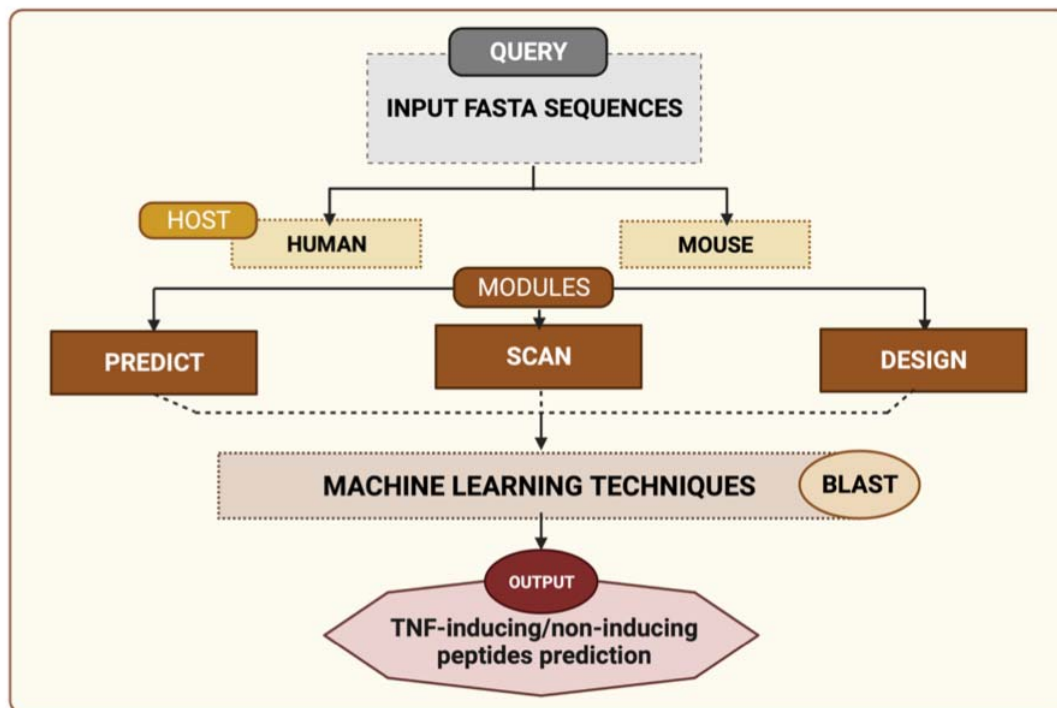 QUERY
INPUT FASTA SEQUENCES
HOST
HUMAN
MOUSE
MODULES
PREDICT
SCAN
DESIGN
MACHINE LEARNING TECHNIQUES
BLAST
OUTPUT
TNF-inducing/non-inducing
peptides prediction